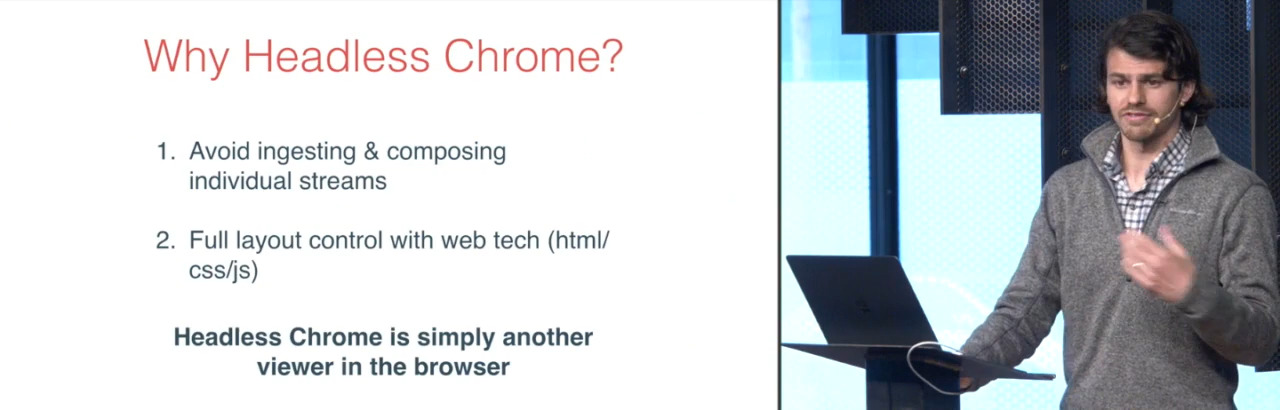 Why Headless Chrome?
1. Avoid ingesting & composing
individual streams
2. Full layout control with web tech (html/
css/js)
Headless Chrome is simply another
viewer in the browser